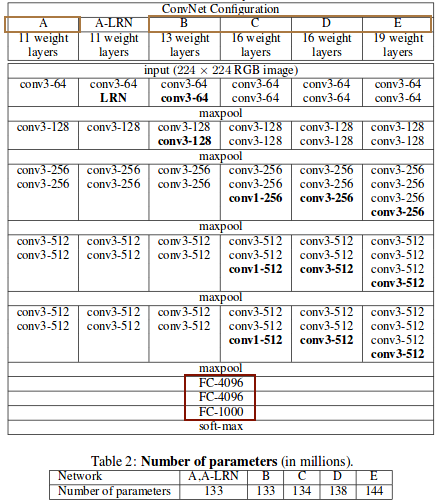 ConvNet Configuration
A A-LRN B C D E
11 weight 11 weight 13 weight 16 weight 16 weight 19 weight
layers layers layers layers layers layers
input (224 × 224 RGB image)
conv3-64 conv3-64 conv3-64 conv3-64 conv3-64 conv3-64
LRN conv3-64 conv3-64 conv3-64 conv3-64
maxpool
conv3-128 conv3-128 conv3-128 conv3-128 conv3-128 conv3-128
conv3-128 conv3-128 conv3-128 conv3-128
maxpool
conv3-256 conv3-256 conv3-256 conv3-256 conv3-256 conv3-256
conv3-256 conv3-256 conv3-256 conv3-256 conv3-256 conv3-256
conv1-256 conv3-256 conv3-256
conv3-256
maxpool
conv3-512 conv3-512 conv3-512 conv3-512 conv3-512 conv3-512
conv3-512 conv3-512 conv3-512 conv3-512 conv3-512 conv3-512
conv1-512 conv3-512 conv3-512
conv3-512
maxpool
conv3-512 conv3-512 conv3-512 conv3-512 conv3-512 conv3-512
conv3-512 conv3-512 conv3-512 conv3-512 conv3-512 conv3-512
conv1-512 conv3-512 conv3-512
conv3-512
maxpool
FC-4096
FC-4096
FC-1000
soft-max
Table 2: Number of parameters (in millions).
Network A,A-LRN B C D E
Number of parameters 133 133 134 138 144